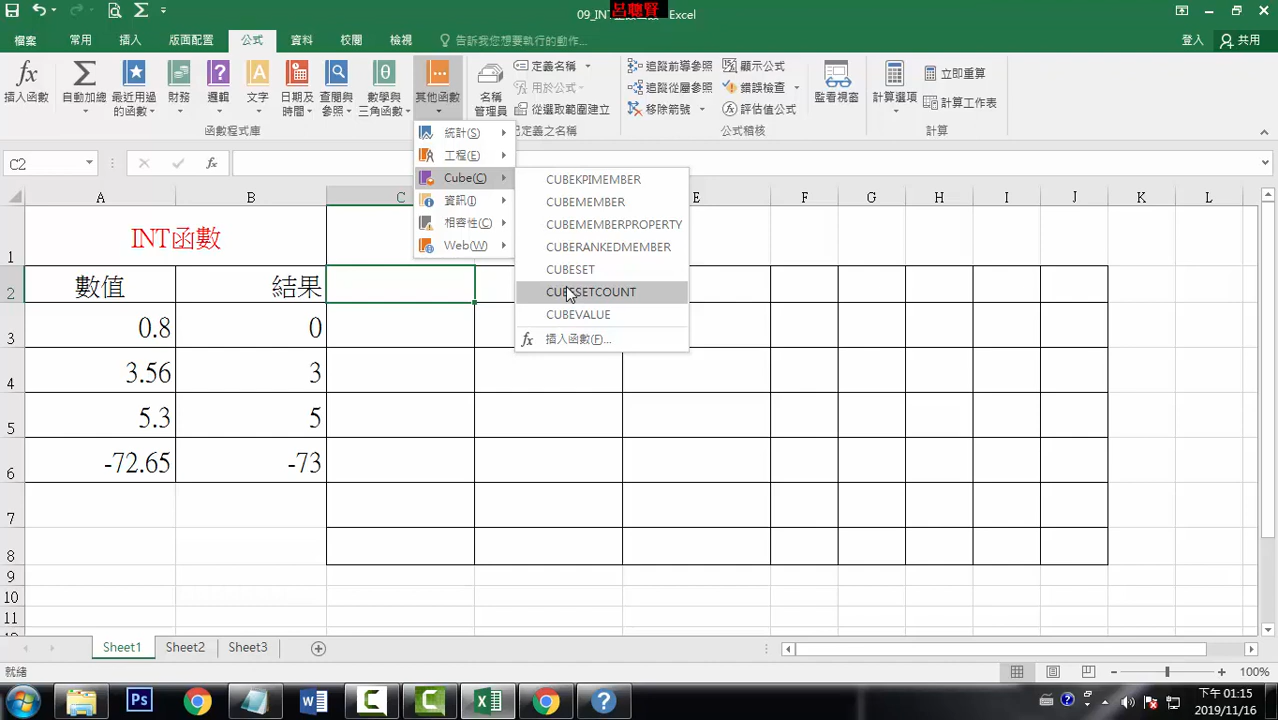 呂聰賢
09_INT
- Excel
檔案 常用 插入 版面配置 公式 資料 校閱 檢視 告訴我您想要執行的動作... 登入 共用
插入函數 自動加總 最近用過的函數 財務 邏輯 文字 日期及時間 查閱與參照 數學與三角函數 其他函數
函數程式庫
名稱管理員 定義名稱 用於公式 從選取範圍建立
已定義之名稱
追蹤前導參照 追蹤從屬參照 移除箭號 顯示公式 錯誤檢查 評估值公式 監看視窗
公式稽核
計算選項 立即重算 計算工作表
計算
統計(S)
工程(E)
Cube(C)
資訊(I)
相容性(C)
Web(W)
CUBEKPIMEMBER
CUBEMEMBER
CUBEMEMBERPROPERTY
CUBERANKEDMEMBER
CUBESET
CUBESETCOUNT
CUBEVALUE
fx 插入函數(F)...
C2 fx
A B C E F G H I J K L
1 INT函數
2 數值 結果
3 0.8 0
4 3.56 3
5 5.3 5
6 -72.65 -73
7
8
9
10
11
Sheet1 Sheet2 Sheet3
就緒 100%
下午 01:15
2019/11/16